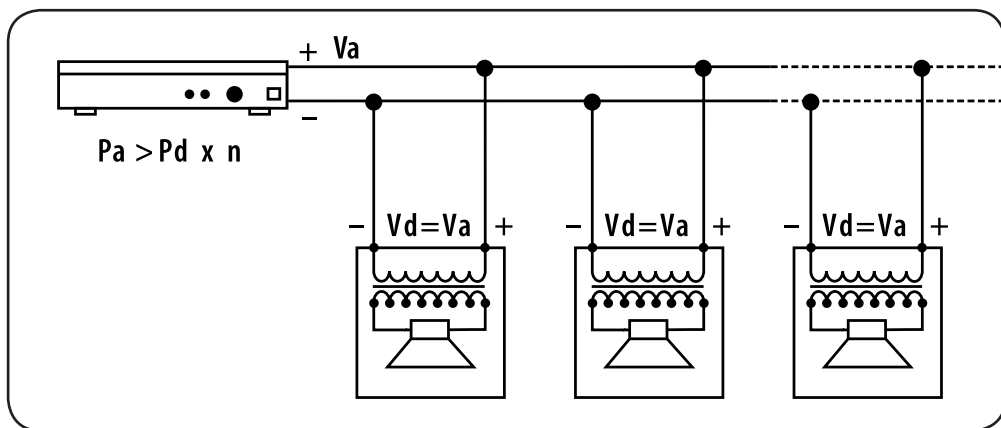 + Va
−
Pa > Pd x n
− Vd=Va +
− Vd=Va +
− Vd=Va +